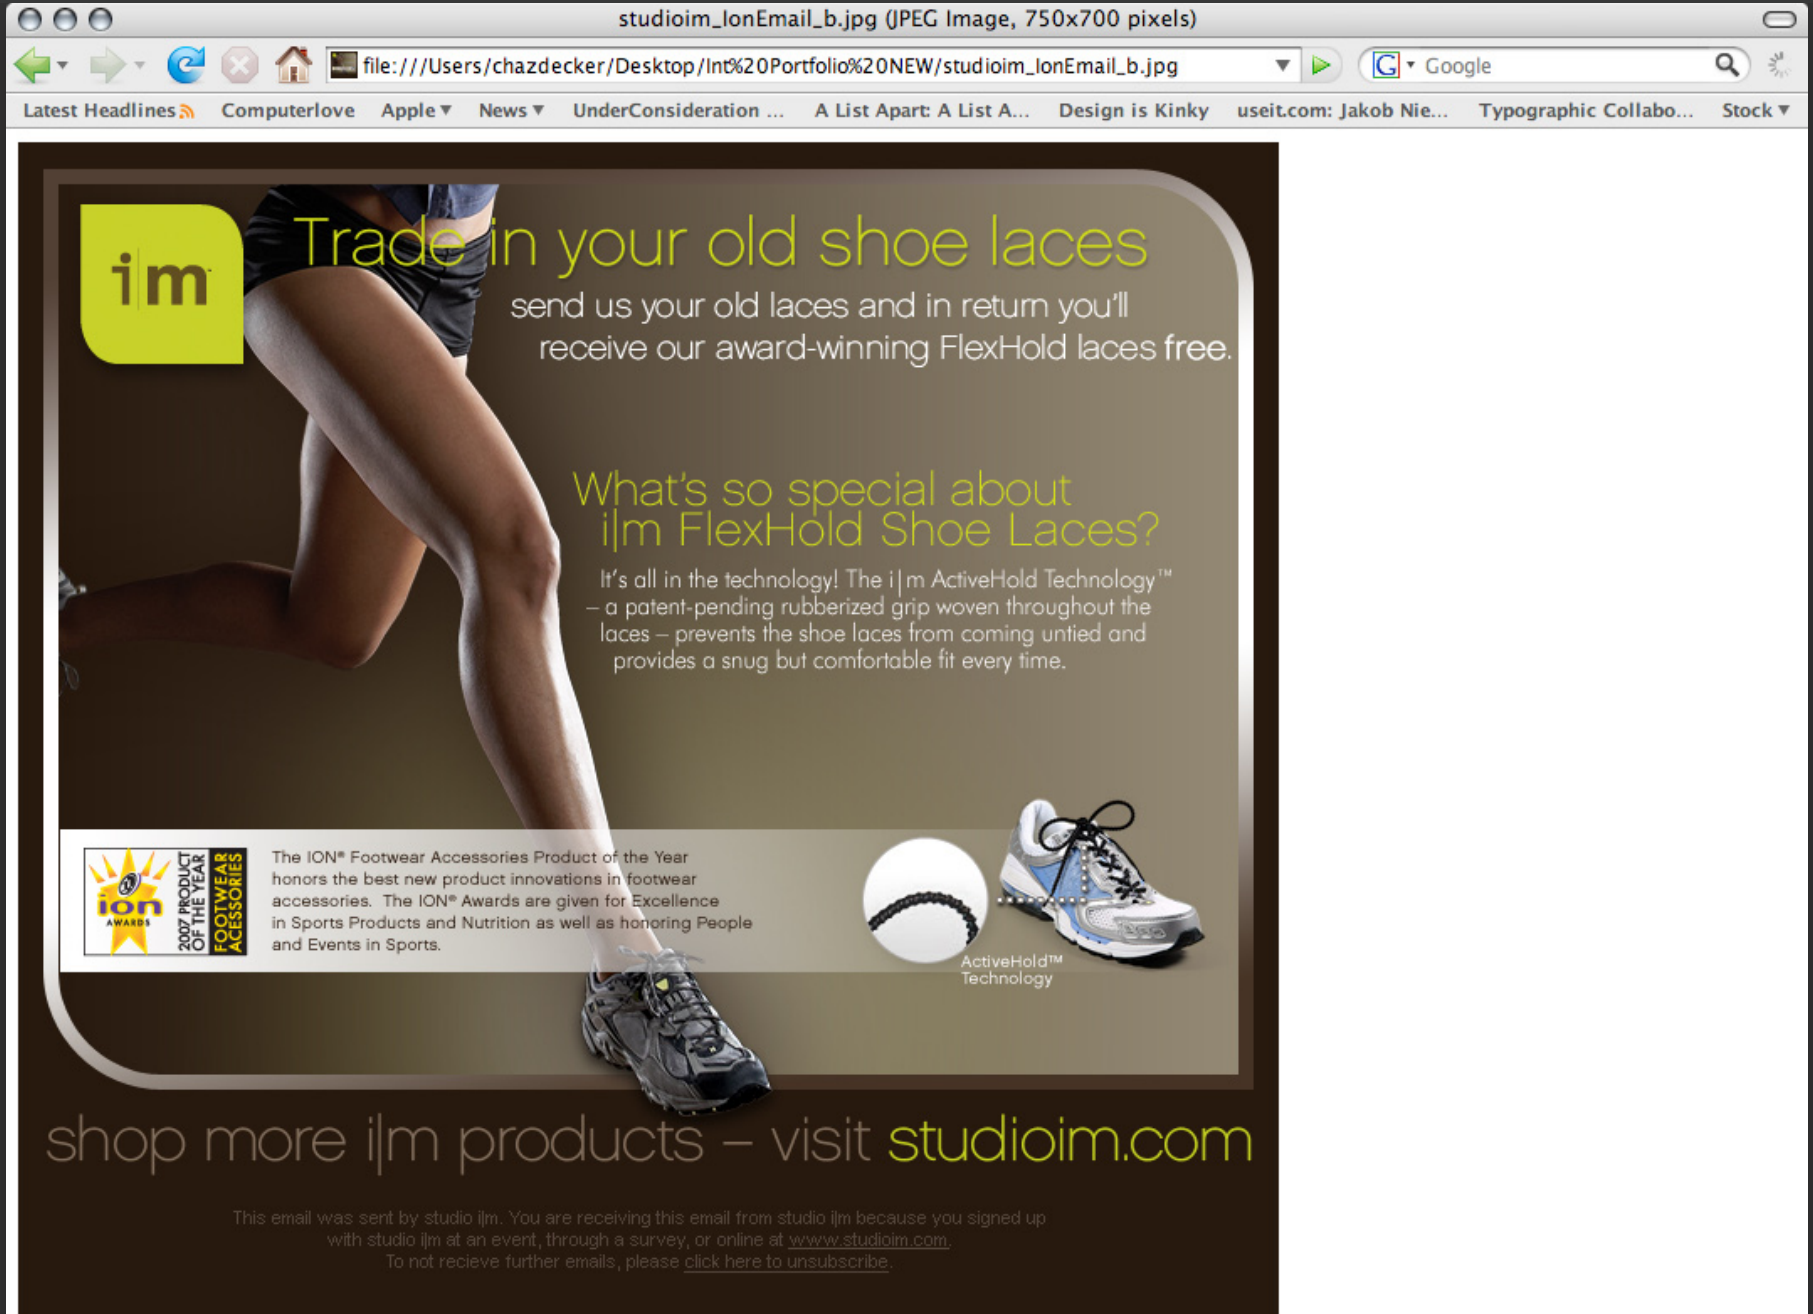 studioim_IonEmail_b.jpg (JPEG Image, 750x700 pixels)
file:///Users/chazdecker/Desktop/Int%20Portfolio%20NEW/studioim_IonEmail_b.jpg
G
Google
Latest Headlines Computerlove Apple News UnderConsideration ... A List Apart: A List A... Design is Kinky useit.com: Jakob Nie... Typographic Collabo... Stock
i|m
Trade in your old shoe laces
send us your old laces and in return you'll
receive our award-winning FlexHold laces free.
What's so special about
i|m FlexHold Shoe Laces?
It's all in the technology! The i|m ActiveHold Technology™
– a patent-pending rubberized grip woven throughout the
laces – prevents the shoe laces from coming untied and
provides a snug but comfortable fit every time.
ion
AWARDS
2007 PRODUCT
OF THE YEAR
FOOTWEAR
ACESSORIES
The ION® Footwear Accessories Product of the Year
honors the best new product innovations in footwear
accessories. The ION® Awards are given for Excellence
in Sports Products and Nutrition as well as honoring People
and Events in Sports.
ActiveHold™
Technology
shop more i|m products – visit studioim.com
This email was sent by studio i|m. You are receiving this email from studio i|m because you signed up
with studio i|m at an event, through a survey, or online at www.studioim.com.
To not recieve further emails, please click here to unsubscribe.